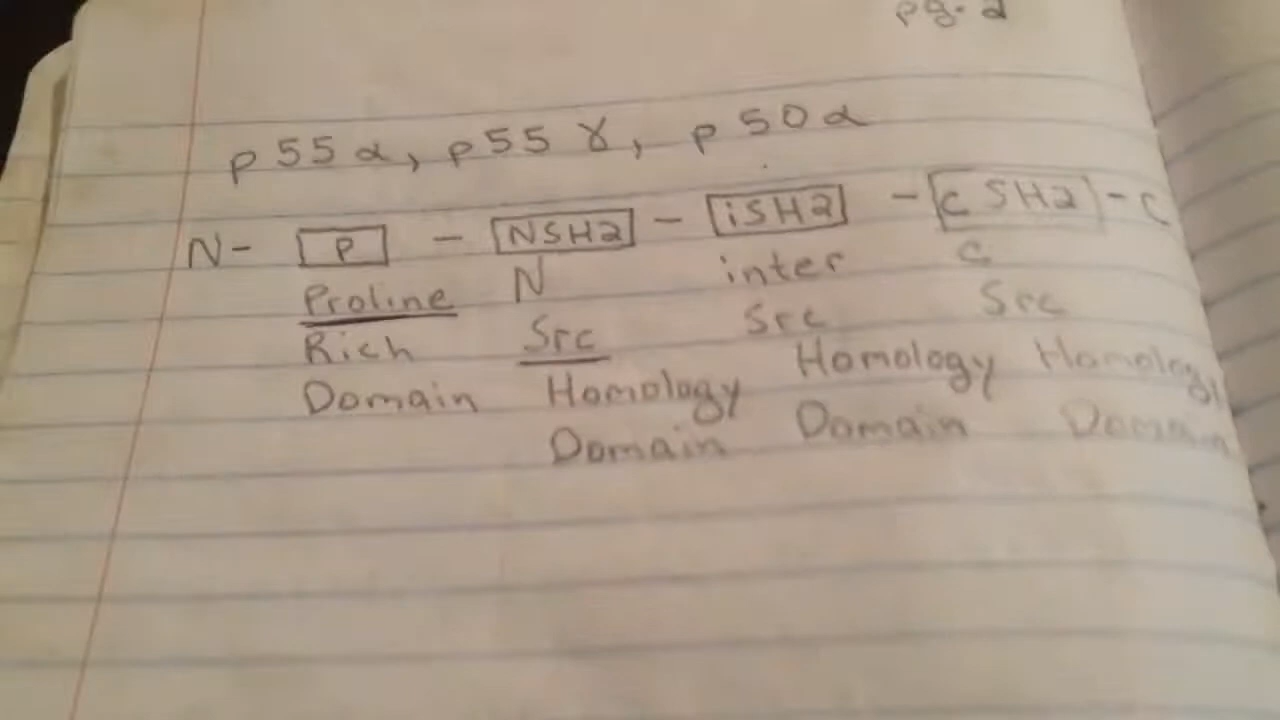 pg. 2
p55α, p55γ, p50α
N- P - NSH2 - iSH2 - cSH2 - C
Proline N inter C
Rich Src Src Src
Domain Homology Homology Homology
Domain Domain Domain